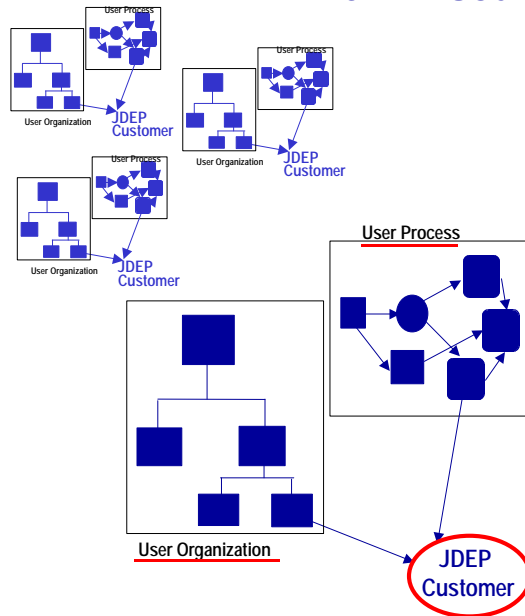 User Process
User Organization
JDEP
Customer
User Process
User Organization
JDEP
Customer
User Process
User Organization
JDEP
Customer
User Process
User Organization
JDEP
Customer